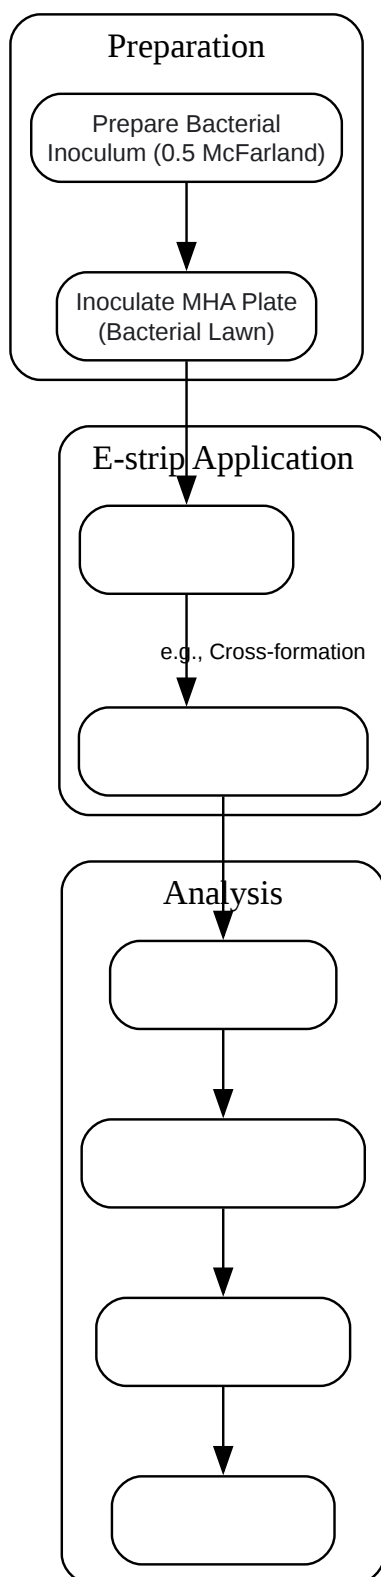 Preparation
Prepare Bacterial
Inoculum (0.5 McFarland)
Inoculate MHA Plate
(Bacterial Lawn)
E-strip Application
e.g., Cross-formation
Analysis